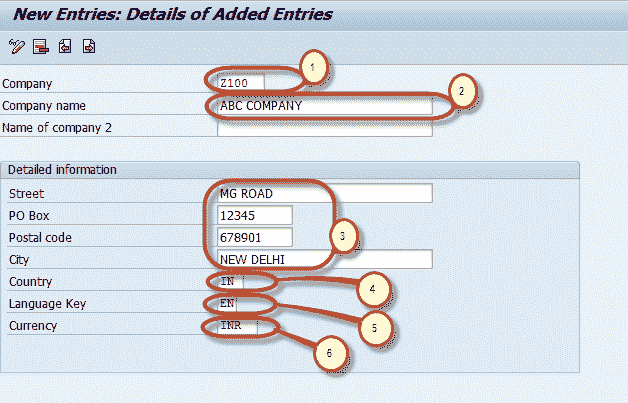 New Entries: Details of Added Entries
1
Company Z100
2
Company name ABC COMPANY
Name of company 2
Detailed information
Street MG ROAD
PO Box 12345
3
Postal code 678901
City NEW DELHI
Country IN
4
Language Key EN
5
Currency INR
6